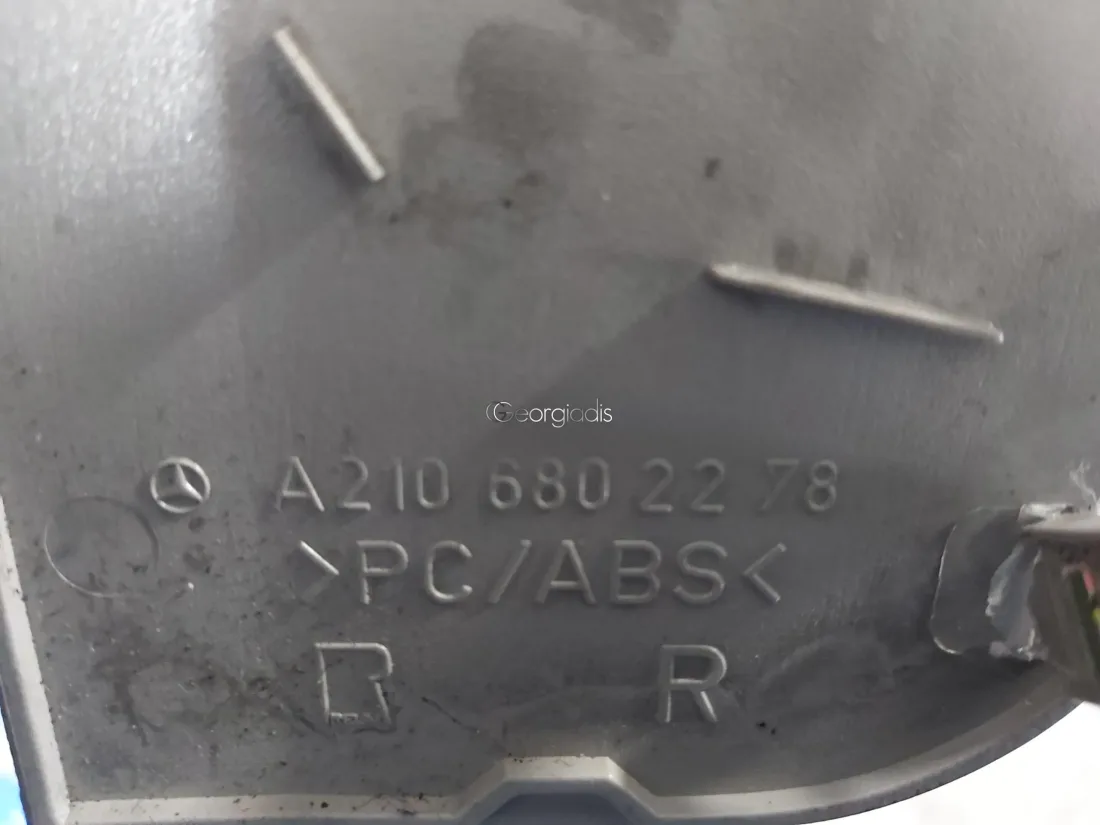 Georgiadis
A 210 680 22 78
>PC/ABS<
R